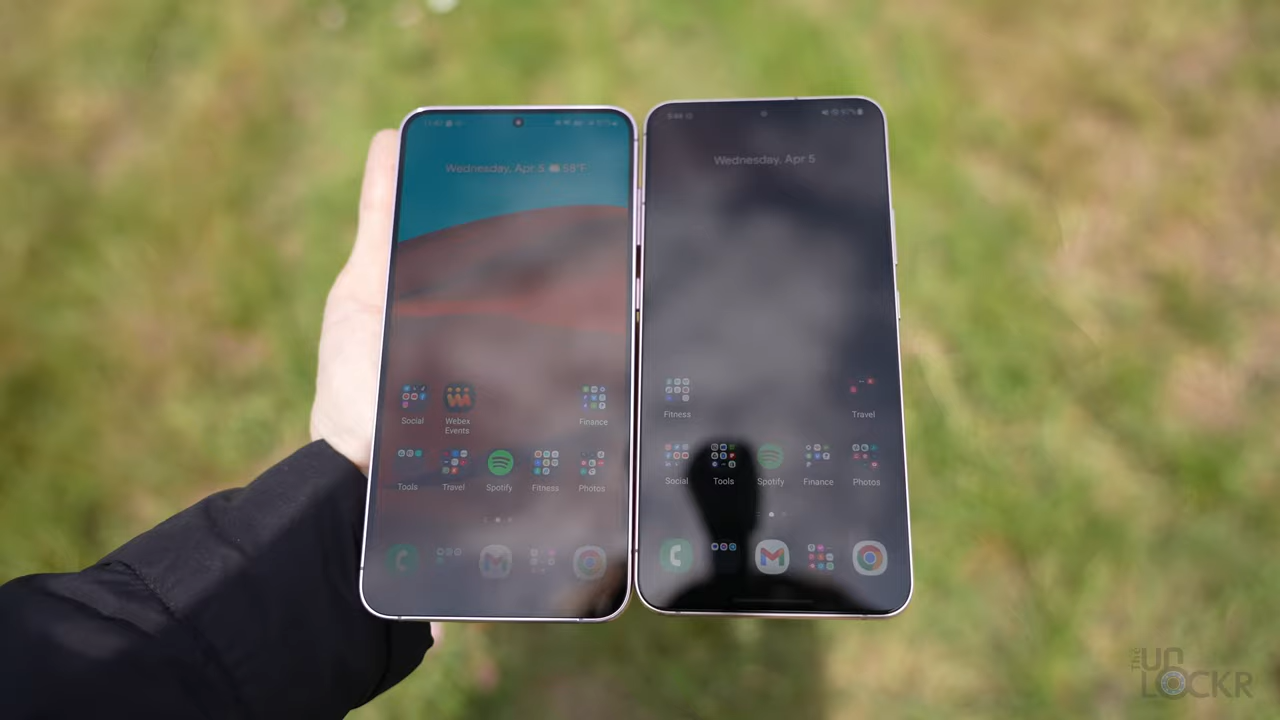 Wednesday, Apr 5 58°F
Social
Webex
Events
Finance
Tools
Travel
Spotify
Fitness
Photos
Wednesday, Apr 5
Fitness
Travel
Social
Tools
Spotify
Finance
Photos
The
UN
LOCKR